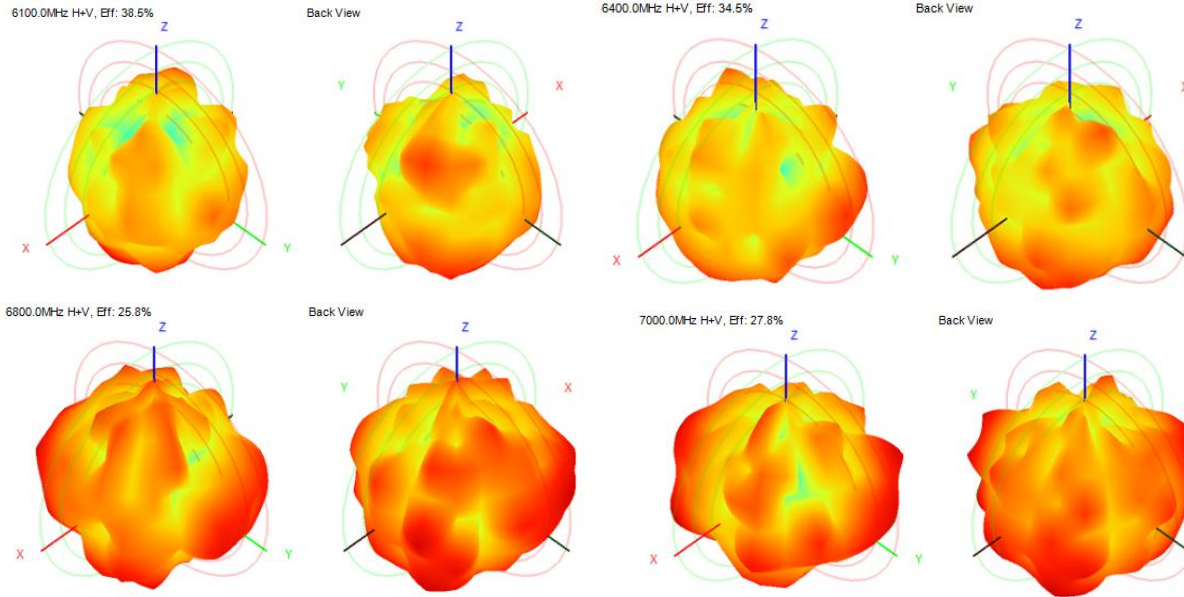 6100.0MHz H+V, Eff: 38.5%
Back View
6400.0MHz H+V, Eff: 34.5%
Back View
Z
X
Y
Z
Y
X
Z
X
Y
Z
Y
X
6800.0MHz H+V, Eff: 25.8%
Back View
7000.0MHz H+V, Eff: 27.8%
Back View
Z
X
Y
Z
Y
X
Z
X
Y
Z
Y